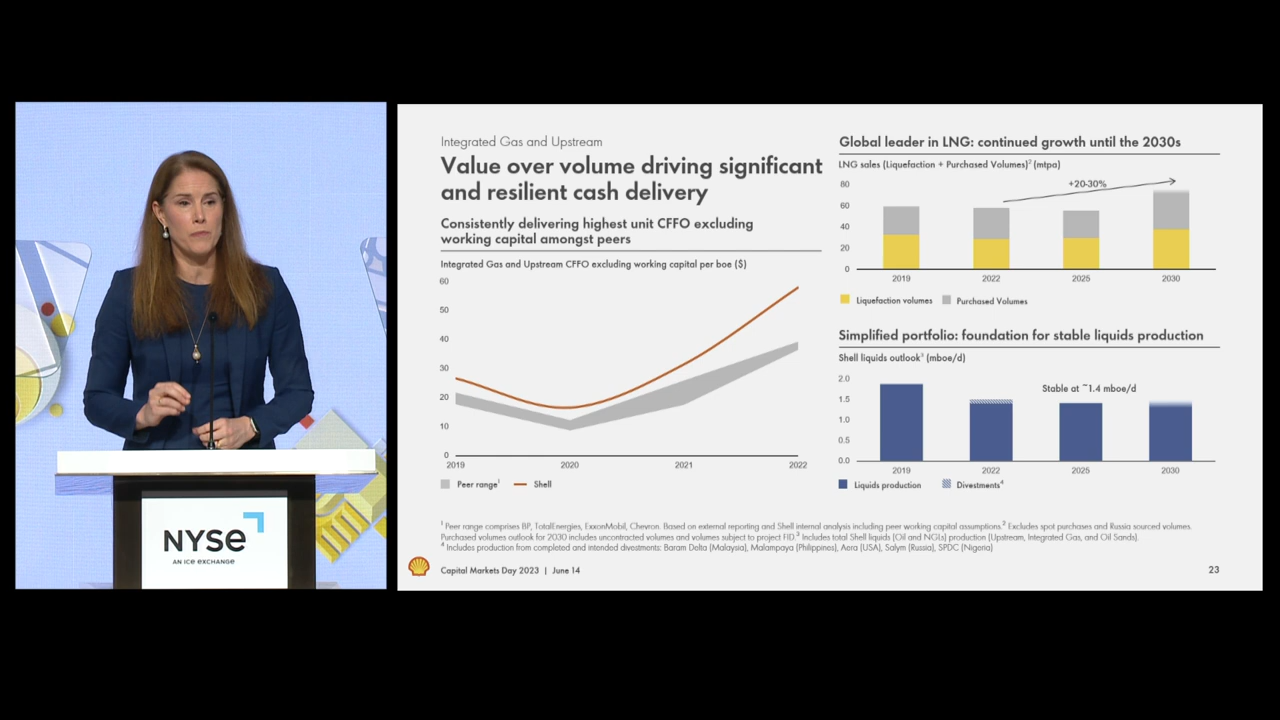 NYSE
AN ICE EXCHANGE
Integrated Gas and Upstream
Value over volume driving significant
and resilient cash delivery
Consistently delivering highest unit CFFO excluding
working capital amongst peers
Integrated Gas and Upstream CFFO excluding working capital per boe ($)
60
50
40
30
20
10
0
2019 2020 2021 2022
Peer range¹ Shell
Global leader in LNG: continued growth until the 2030s
LNG sales (Liquefaction + Purchased Volumes)² (mtpa)
80
+20-30%
60
40
20
0
2019 2022 2025 2030
Liquefaction volumes Purchased Volumes
Simplified portfolio: foundation for stable liquids production
Shell liquids outlook³ (mboe/d)
2.0
Stable at ~1.4 mboe/d
1.5
1.0
0.5
0.0
2019 2022 2025 2030
Liquids production Divestments⁴
¹ Peer range comprises BP, TotalEnergies, ExxonMobil, Chevron. Based on external reporting and Shell internal analysis including peer working capital assumptions.² Excludes spot purchases and Russia sourced volumes.
Purchased volumes outlook for 2030 includes uncontracted volumes and volumes subject to project FID.³ Includes total Shell liquids (Oil and NGLs) production (Upstream, Integrated Gas, and Oil Sands).
⁴ Includes production from completed and intended divestments: Baram Delta (Malaysia), Malampaya (Philippines), Aera (USA), Salym (Russia), SPDC (Nigeria)
Capital Markets Day 2023 | June 14
23